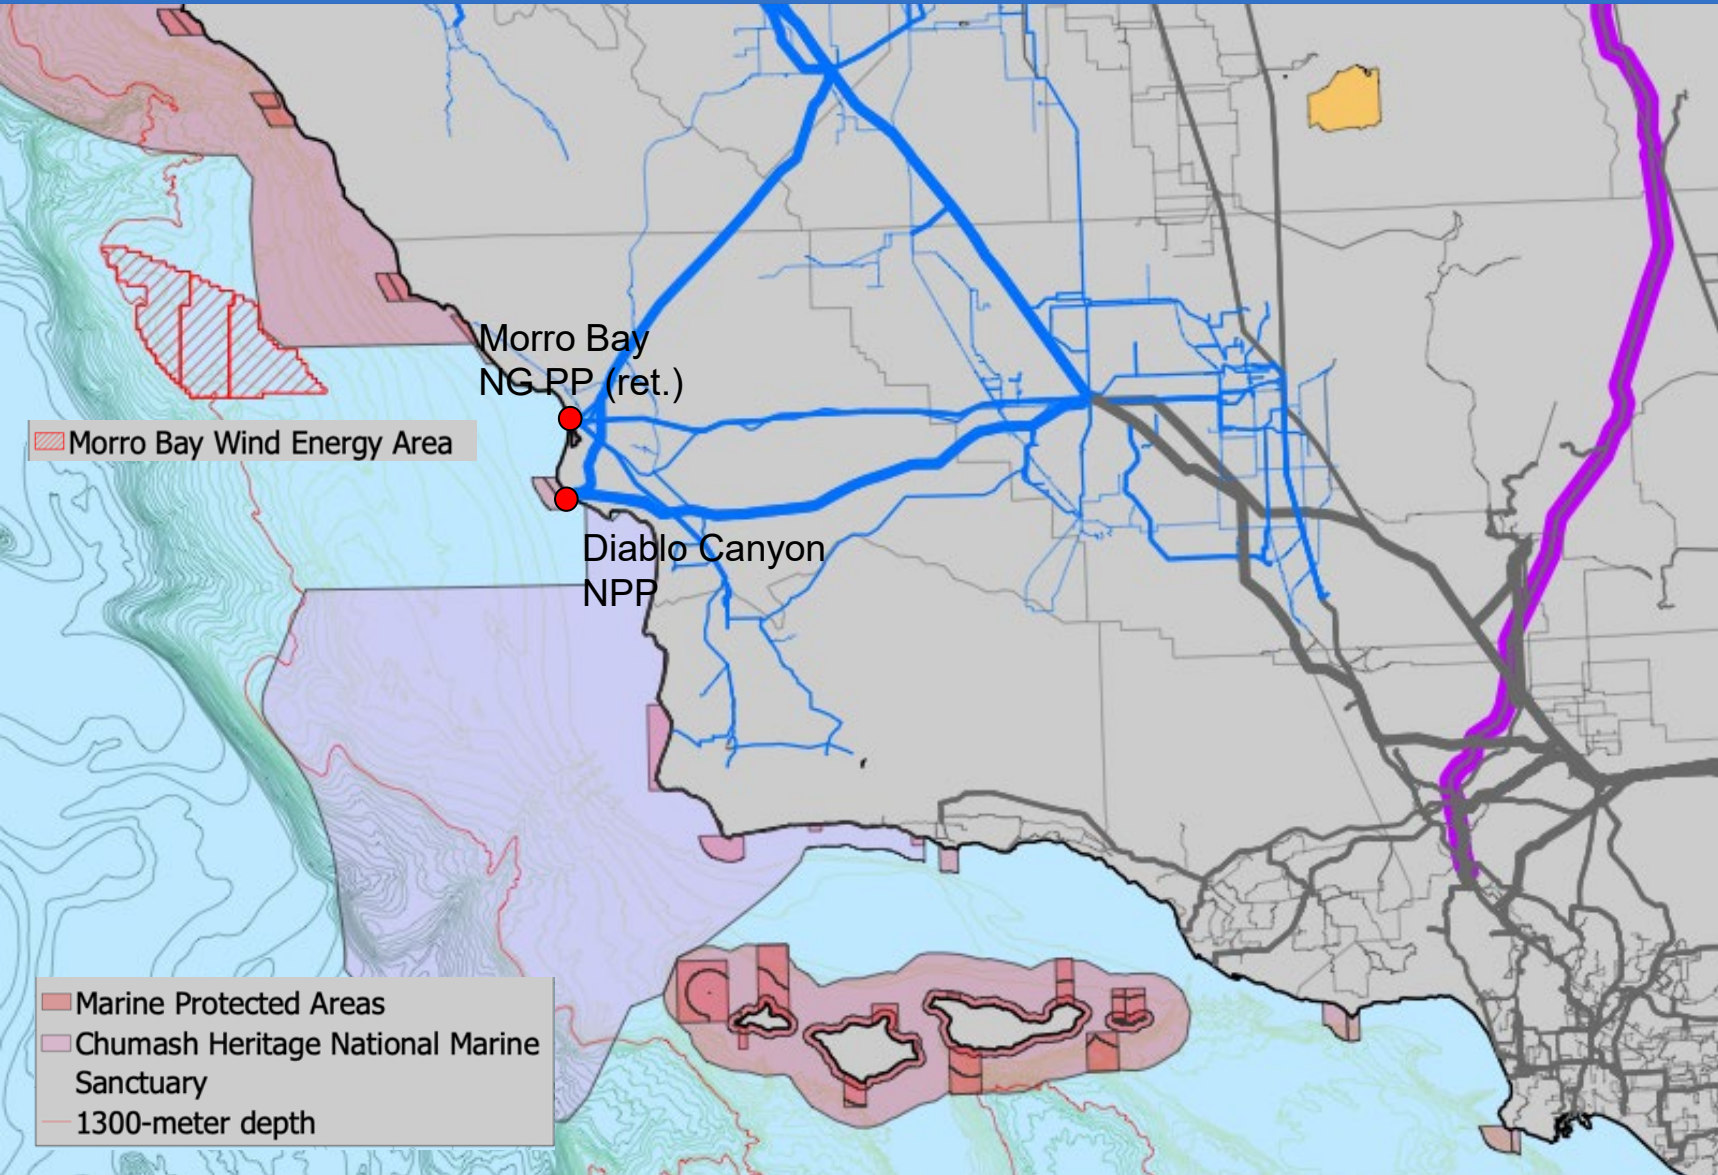 Morro Bay
NG PP (ret.)
Morro Bay Wind Energy Area
Diablo Canyon
NPP
Marine Protected Areas
Chumash Heritage National Marine
Sanctuary
1300-meter depth